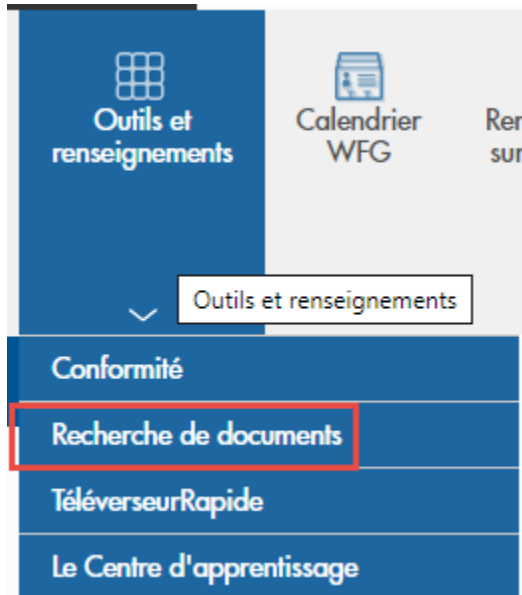 Outils et
renseignements
Calendrier
WFG
Outils et renseignements
Conformité
Recherche de documents
TéléverseurRapide
Le Centre d'apprentissage